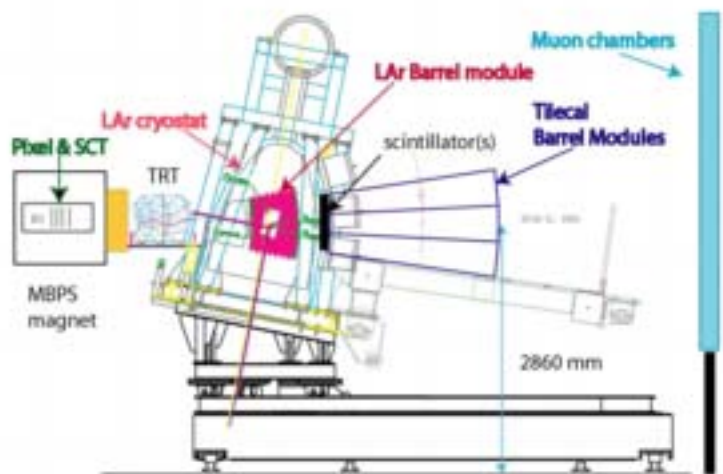 Muon chambers
LAr Barrel module
LAr cryostat
Tilecal
Barrel Modules
Pixel & SCT
scintillator(s)
TRT
MBPS
magnet
2860 mm